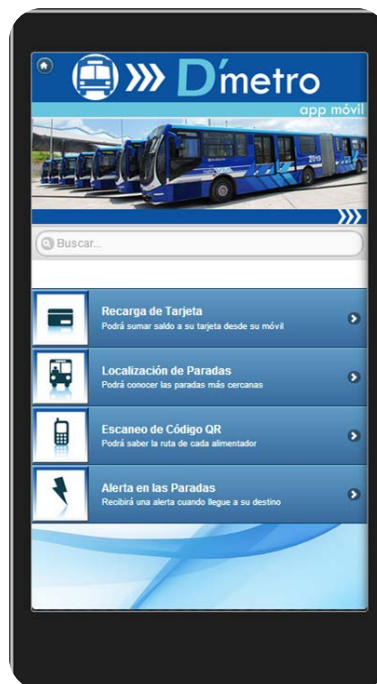 D'metro
app móvil
2019
Buscar...
Recarga de Tarjeta
Podrá sumar saldo a su tarjeta desde su móvil
Localización de Paradas
Podrá conocer las paradas más cercanas
Escaneo de Código QR
Podrá saber la ruta de cada alimentador
Alerta en las Paradas
Recibirá una alerta cuando llegue a su destino